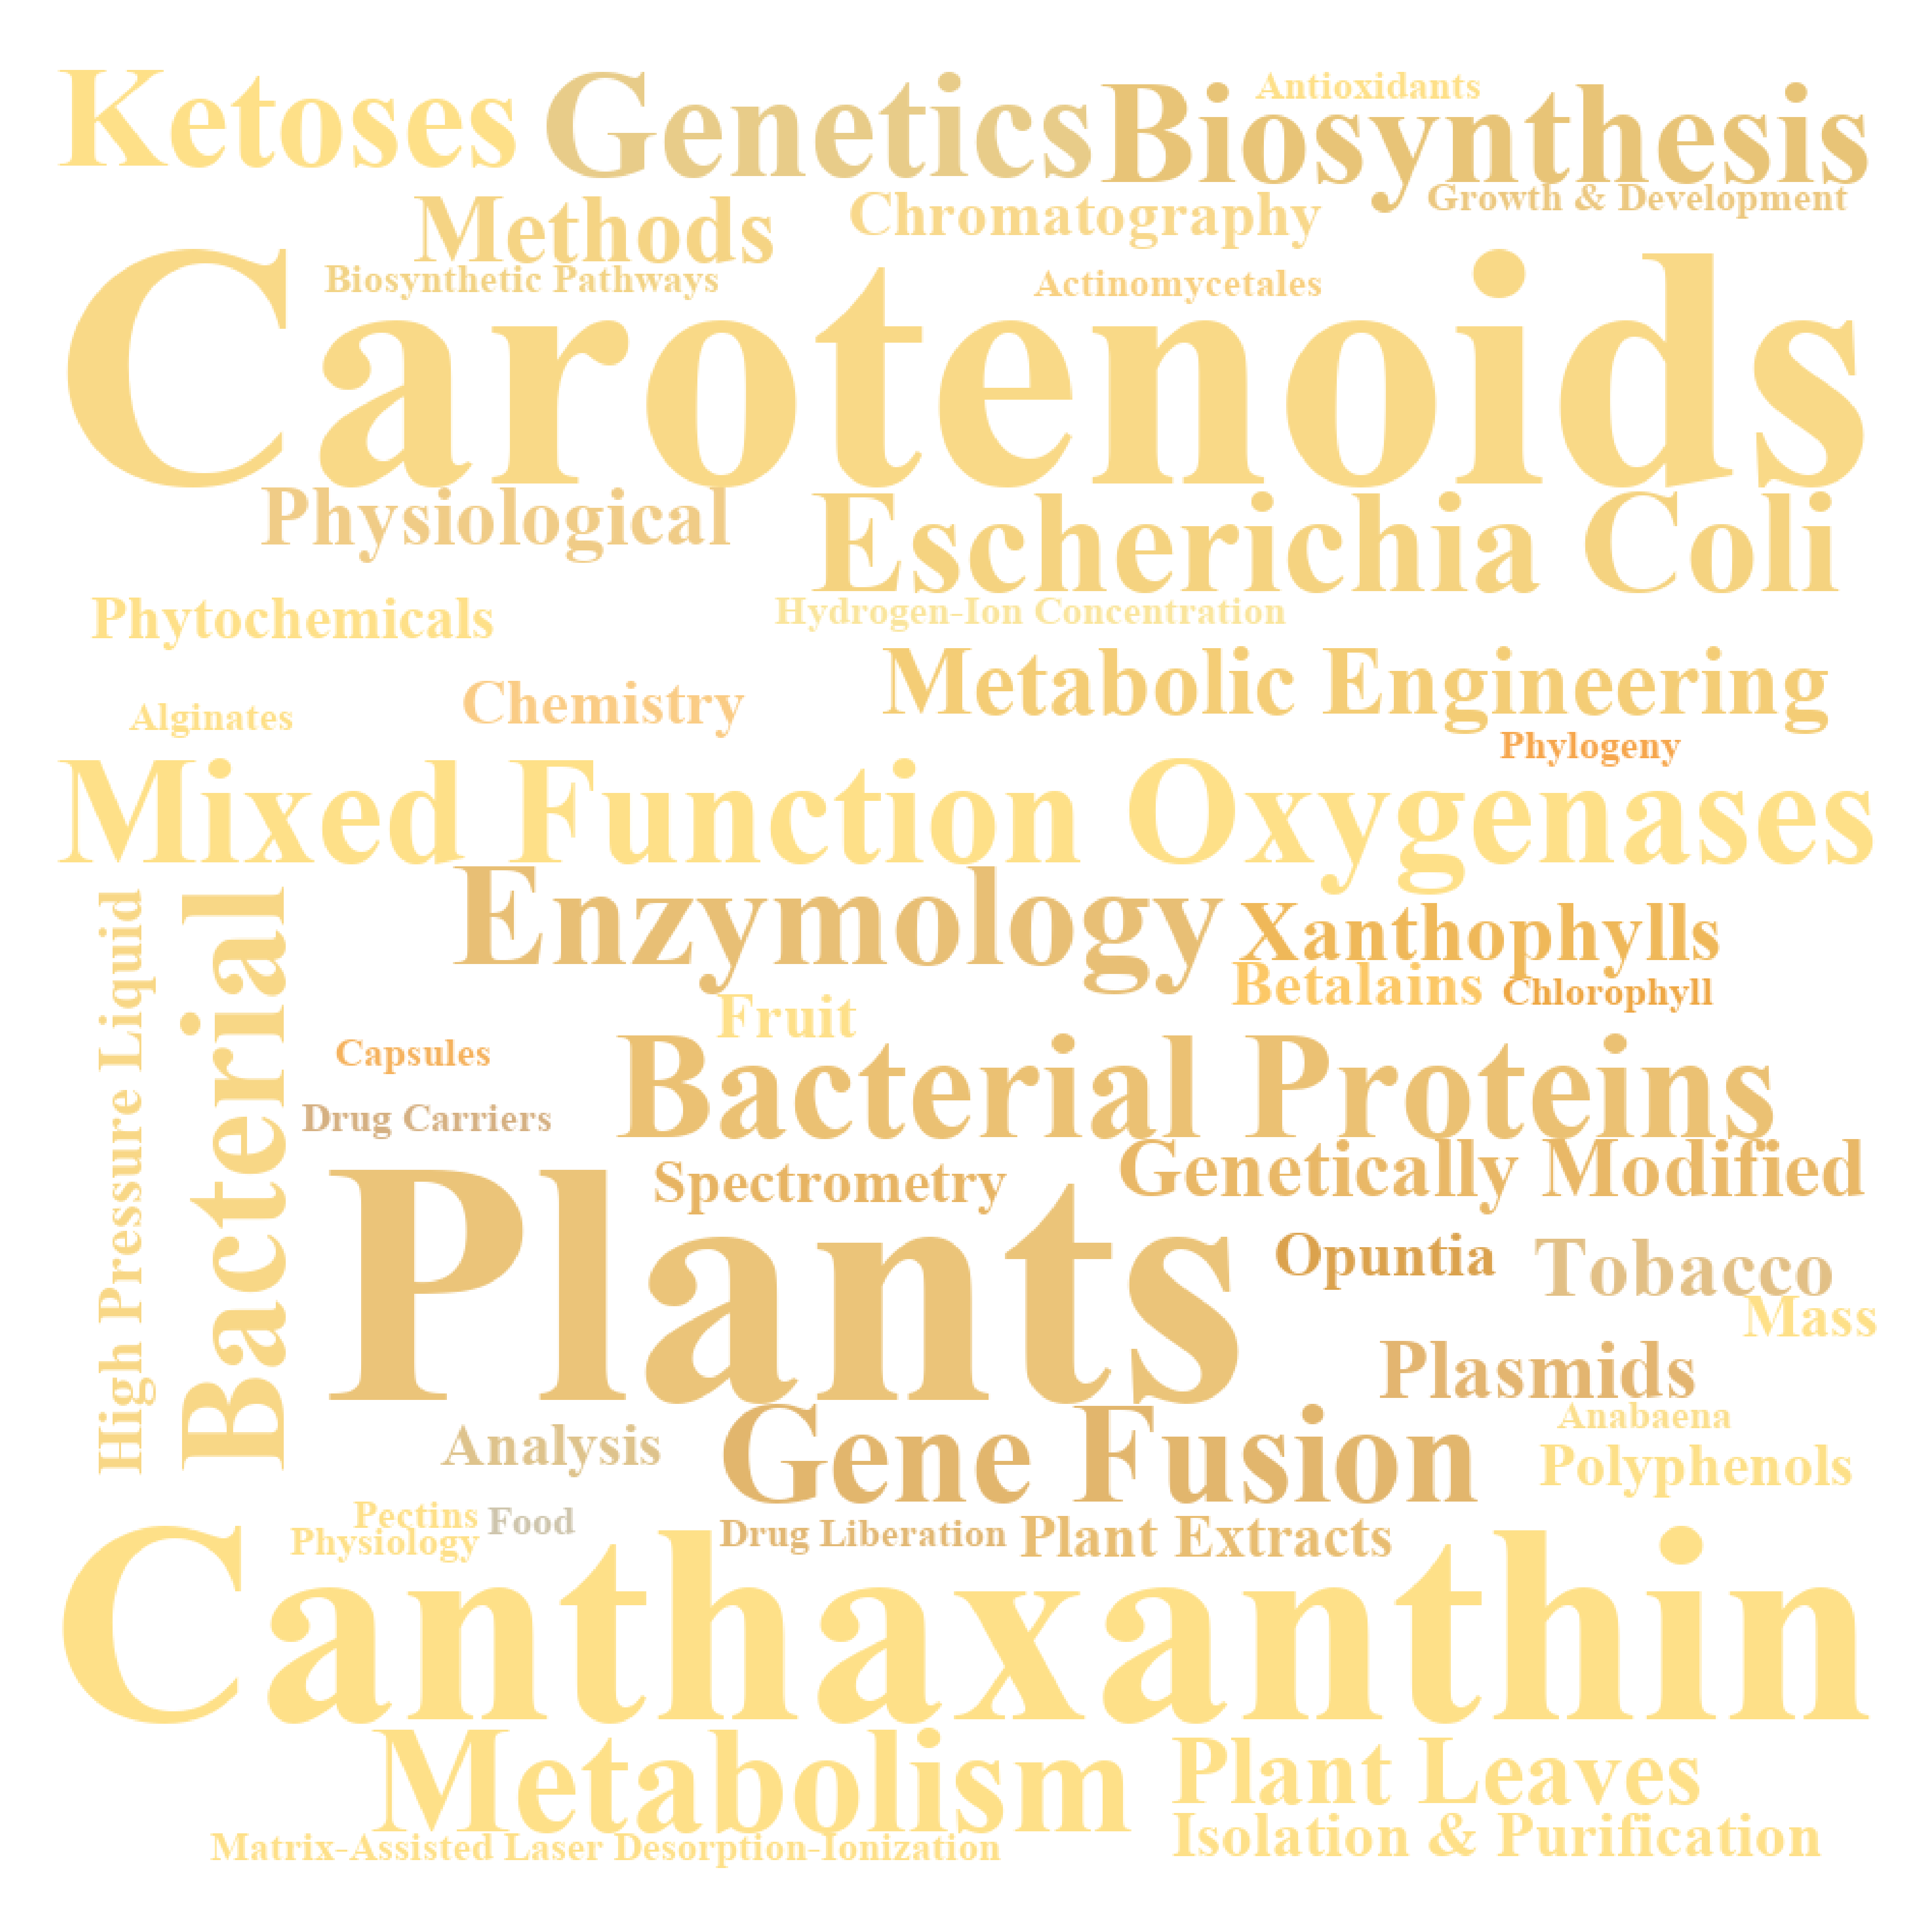 Ketoses
Genetics
Biosynthesis
Antioxidants
Growth & Development
Methods
Chromatography
Biosynthetic Pathways
Actinomycetales
Carotenoids
Physiological
Escherichia Coli
Phytochemicals
Hydrogen-Ion Concentration
Metabolic Engineering
Alginates
Chemistry
Phylogeny
Mixed Function Oxygenases
High Pressure Liquid
Bacterial
Enzymology
Xanthophylls
Betalains
Chlorophyll
Fruit
Capsules
Bacterial Proteins
Drug Carriers
Spectrometry
Genetically Modified
Plants
Opuntia
Tobacco
Mass
Plasmids
Analysis
Gene Fusion
Anabaena
Polyphenols
Pectins
Food
Physiology
Drug Liberation
Plant Extracts
Canthaxanthin
Metabolism
Plant Leaves
Isolation & Purification
Matrix-Assisted Laser Desorption-Ionization